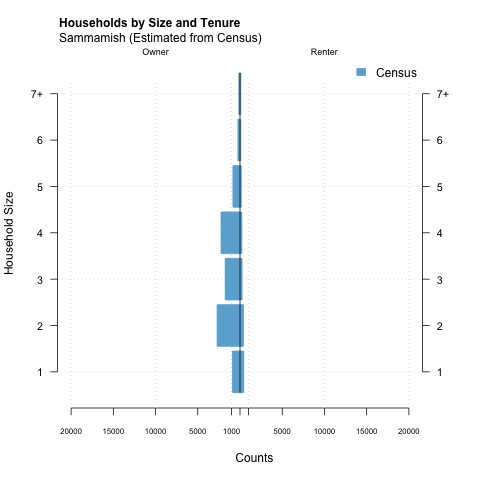 Households by Size and Tenure
Sammamish (Estimated from Census)
Owner Renter
Census
7+ 7+
6 6
5 5
4 4
3 3
2 2
1 1
Household Size
20000 15000 10000 5000 1000 5000 10000 15000 20000
Counts